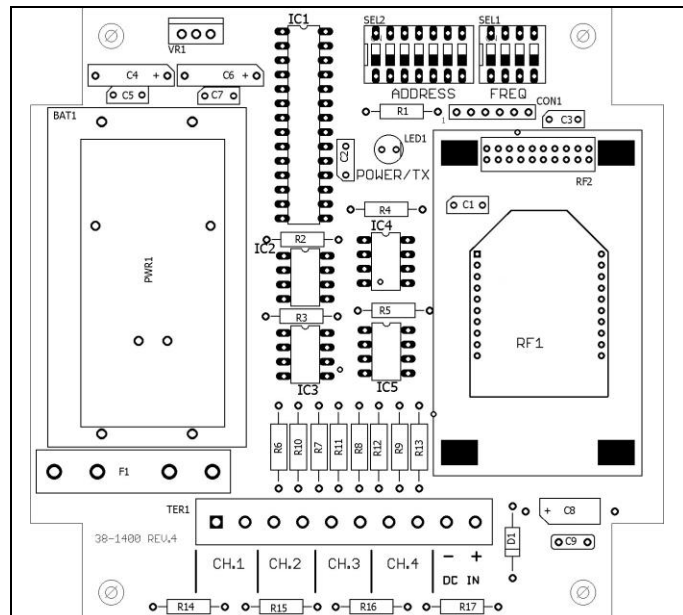 IC1
SEL2
SEL1
ON
VR1
C4 +
C6 +
ADDRESS
FREQ
C5
C7
R1
1
CON1
C3
BAT1
C2
LED1
POWER/TX
RF2
C1
R4
R2
IC2
IC4
PWR1
R3
R5
RF1
IC3
IC5
R6
R10
R7
R11
R8
R12
R9
R13
F1
TER1
+ C8
D1
C9
38-1400 REV.4
CH.1
CH.2
CH.3
CH.4
- +
DC IN
R14
R15
R16
R17